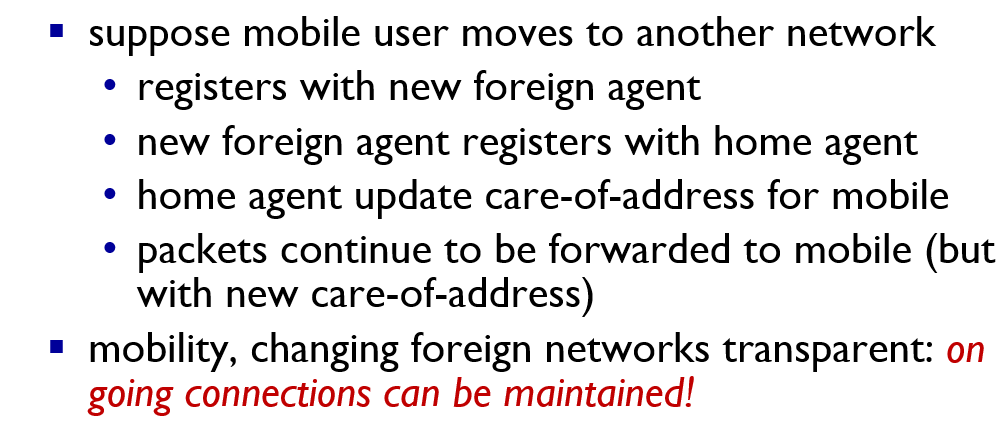 ▪ suppose mobile user moves to another network
• registers with new foreign agent
• new foreign agent registers with home agent
• home agent update care-of-address for mobile
• packets continue to be forwarded to mobile (but
with new care-of-address)
▪ mobility, changing foreign networks transparent: on
going connections can be maintained!